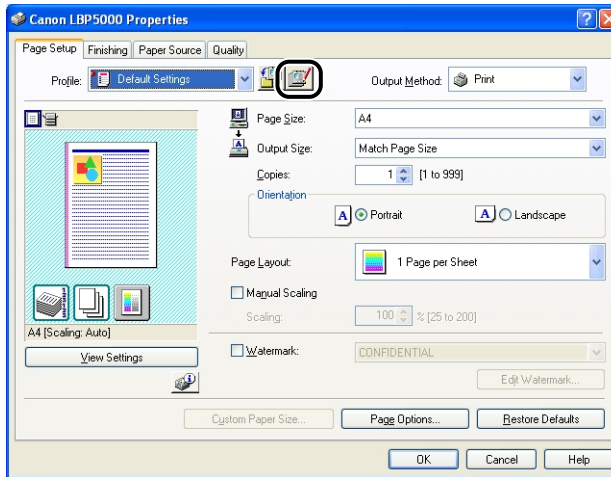 Canon LBP5000 Properties
Page Setup Finishing Paper Source Quality
Profile: Default Settings Output Method: Print
Page Size: A4
Output Size: Match Page Size
Copies: 1 [1 to 999]
Orientation
A Portrait A Landscape
Page Layout: 1 Page per Sheet
Manual Scaling
Scaling: 100 % [25 to 200]
A4 [Scaling: Auto]
View Settings
Watermark: CONFIDENTIAL
Edit Watermark...
Custom Paper Size... Page Options... Restore Defaults
OK Cancel Help